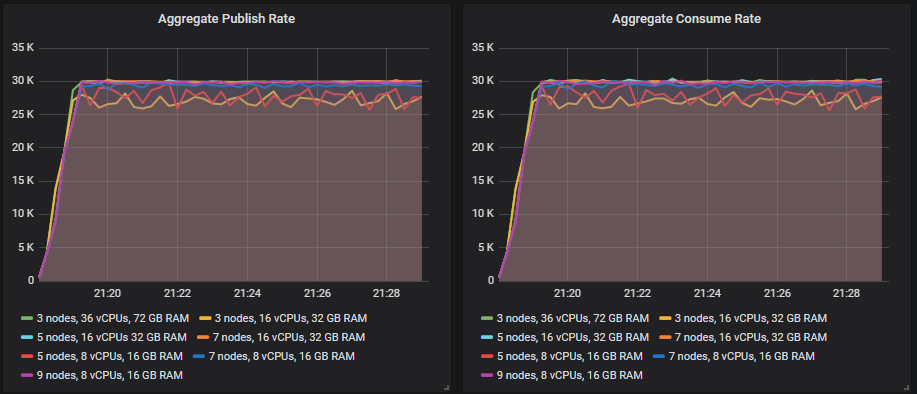 Aggregate Publish Rate
35 K
30 K
25 K
20 K
15 K
10 K
5 K
0
21:20 21:22 21:24 21:26 21:28
3 nodes, 36 vCPUs, 72 GB RAM 3 nodes, 16 vCPUs, 32 GB RAM
5 nodes, 16 vCPUs 32 GB RAM 7 nodes, 16 vCPUs, 32 GB RAM
5 nodes, 8 vCPUs, 16 GB RAM 7 nodes, 8 vCPUs, 16 GB RAM
9 nodes, 8 vCPUs, 16 GB RAM
Aggregate Consume Rate
35 K
30 K
25 K
20 K
15 K
10 K
5 K
0
21:20 21:22 21:24 21:26 21:28
3 nodes, 36 vCPUs, 72 GB RAM 3 nodes, 16 vCPUs, 32 GB RAM
5 nodes, 16 vCPUs 32 GB RAM 7 nodes, 16 vCPUs, 32 GB RAM
5 nodes, 8 vCPUs, 16 GB RAM 7 nodes, 8 vCPUs, 16 GB RAM
9 nodes, 8 vCPUs, 16 GB RAM